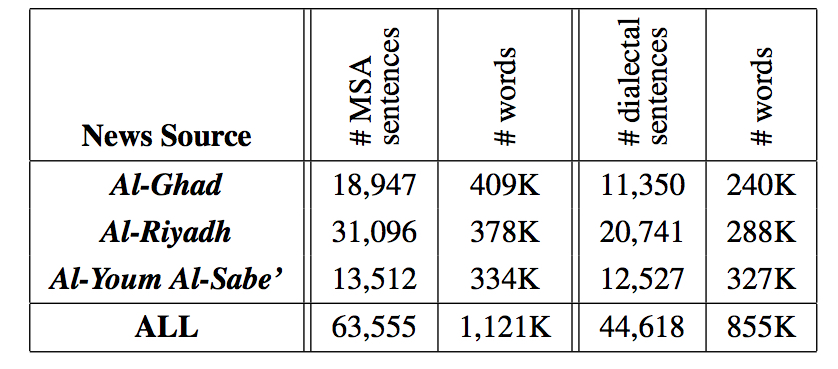 News Source # MSA sentences # words # dialectal sentences # words
Al-Ghad 18,947 409K 11,350 240K
Al-Riyadh 31,096 378K 20,741 288K
Al-Youm Al-Sabe’ 13,512 334K 12,527 327K
ALL 63,555 1,121K 44,618 855K